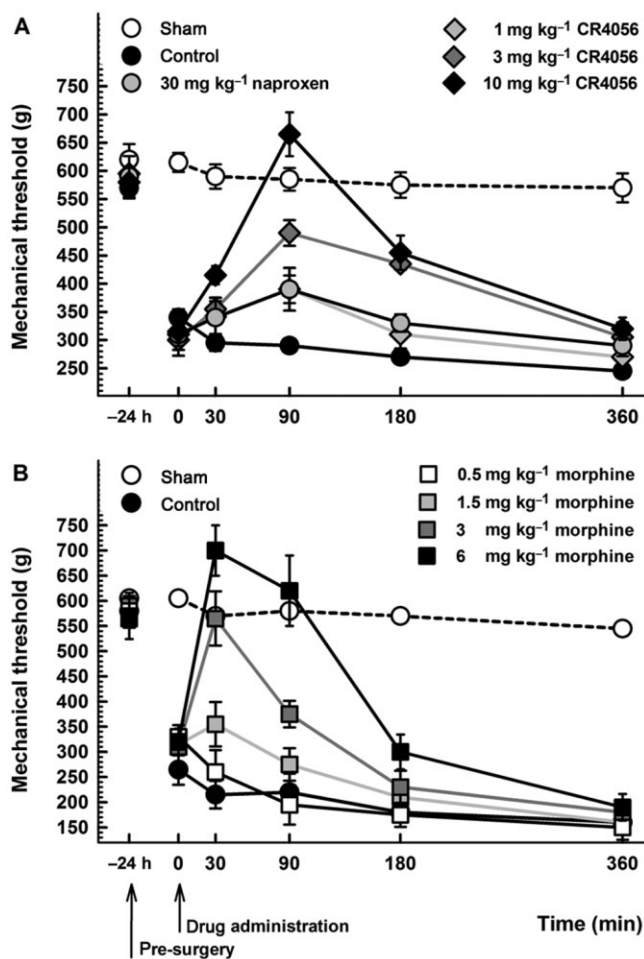 A
Sham
Control
30 mg kg⁻¹ naproxen
1 mg kg⁻¹ CR4056
3 mg kg⁻¹ CR4056
10 mg kg⁻¹ CR4056
Mechanical threshold (g)
750
700
650
600
550
500
450
400
350
300
250
–24 h 0 30 90 180 360
B
Sham
Control
0.5 mg kg⁻¹ morphine
1.5 mg kg⁻¹ morphine
3 mg kg⁻¹ morphine
6 mg kg⁻¹ morphine
Mechanical threshold (g)
750
700
650
600
550
500
450
400
350
300
250
200
150
–24 h 0 30 90 180 360
Drug administration
Time (min)
Pre-surgery